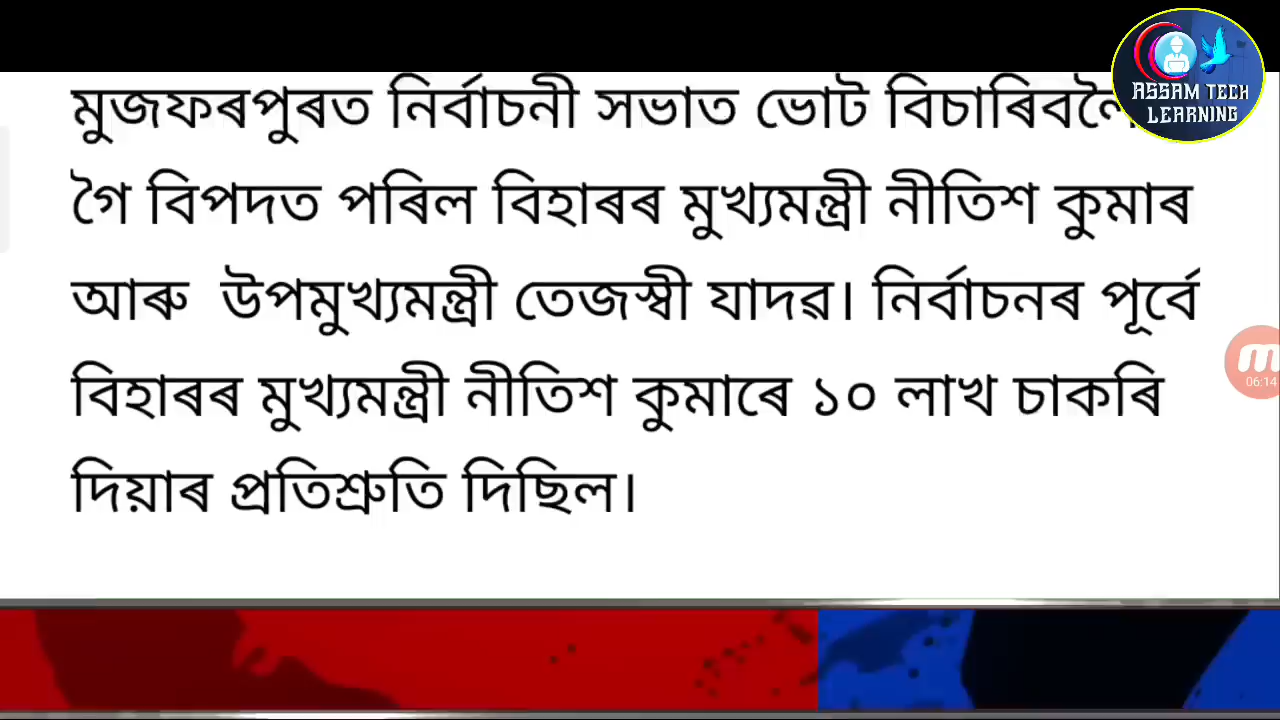 মুজফৰপুৰত নিৰ্বাচনী সভাত ভোট বিচাৰিবলৈ
গৈ বিপদত পৰিল বিহাৰৰ মুখ্যমন্ত্ৰী নীতিশ কুমাৰ
আৰু উপমুখ্যমন্ত্ৰী তেজস্বী যাদৱ। নিৰ্বাচনৰ পূৰ্বে
বিহাৰৰ মুখ্যমন্ত্ৰী নীতিশ কুমাৰে ১০ লাখ চাকৰি
দিয়াৰ প্ৰতিশ্ৰুতি দিছিল।
ASSAM TECH
LEARNING
06:14